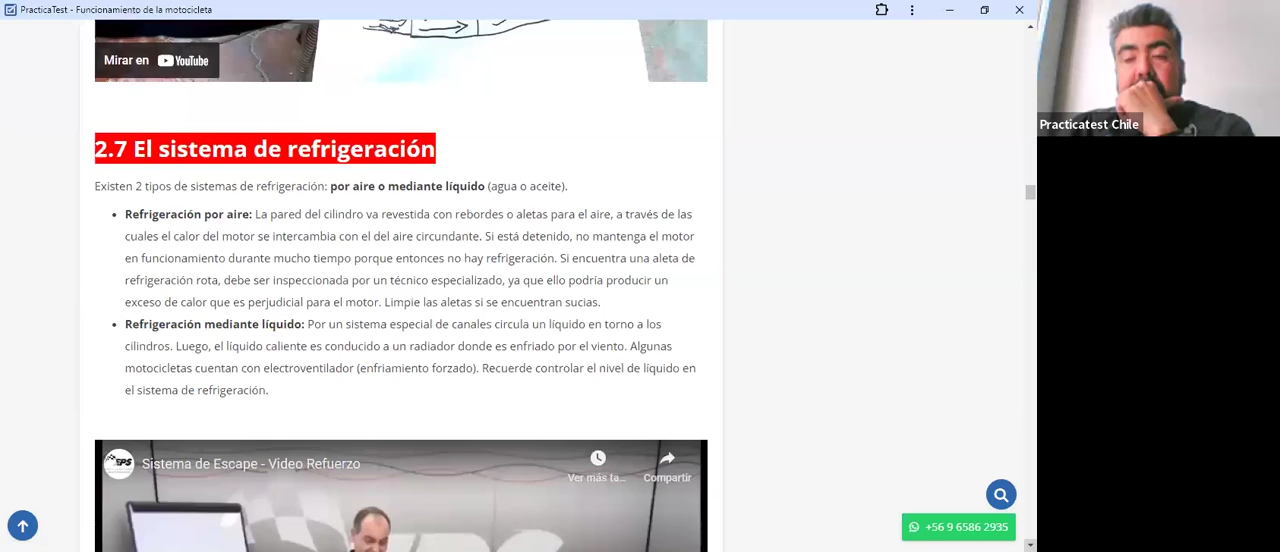 PracticaTest - Funcionamiento de la motocicleta
Mirar en YouTube
Practicatest Chile
2.7 El sistema de refrigeración
Existen 2 tipos de sistemas de refrigeración: por aire o mediante líquido (agua o aceite).
• Refrigeración por aire: La pared del cilindro va revestida con rebordes o aletas para el aire, a través de las
cuales el calor del motor se intercambia con el del aire circundante. Si está detenido, no mantenga el motor
en funcionamiento durante mucho tiempo porque entonces no hay refrigeración. Si encuentra una aleta de
refrigeración rota, debe ser inspeccionada por un técnico especializado, ya que ello podría producir un
exceso de calor que es perjudicial para el motor. Limpie las aletas si se encuentran sucias.
• Refrigeración mediante líquido: Por un sistema especial de canales circula un líquido en torno a los
cilindros. Luego, el líquido caliente es conducido a un radiador donde es enfriado por el viento. Algunas
motocicletas cuentan con electroventilador (enfriamiento forzado). Recuerde controlar el nivel de líquido en
el sistema de refrigeración.
Sistema de Escape - Video Refuerzo
Ver más ta...
Compartir
+56 9 6586 2935